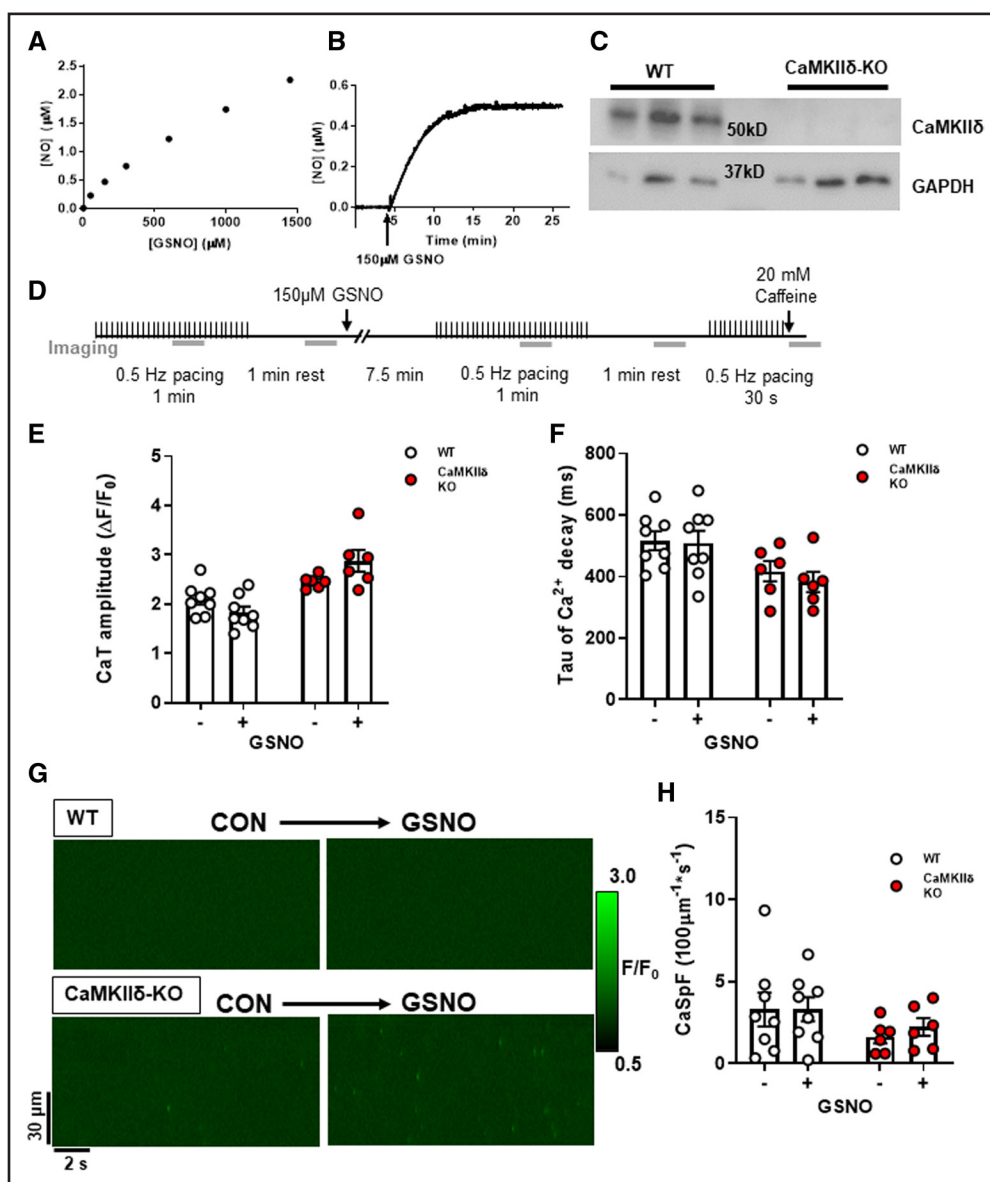 A
B
C
2.5
2.0
1.5
1.0
0.5
0.0
[NO] (µM)
0
500
1000
1500
[GSNO] (µM)
0.6
0.4
0.2
0.0
[NO] (µM)
5
10
15
20
25
Time (min)
150µM GSNO
WT
CaMKIIδ-KO
50kD
CaMKIIδ
37kD
GAPDH
D
150µM GSNO
20 mM
Caffeine
Imaging
0.5 Hz pacing
1 min
1 min rest
7.5 min
0.5 Hz pacing
1 min
1 min rest
0.5 Hz pacing
30 s
E
5
4
3
2
1
0
CaT amplitude (ΔF/F0)
WT
CaMKIIδ
KO
- + - +
GSNO
F
800
600
400
200
0
Tau of Ca2+ decay (ms)
WT
CaMKIIδ
KO
- + - +
GSNO
G
WT
CON GSNO
CaMKIIδ-KO
CON GSNO
3.0
F/F0
0.5
30 µm
2 s
H
15
10
5
0
CaSpF (100µm-1*s-1)
WT
CaMKIIδ
KO
- + - +
GSNO